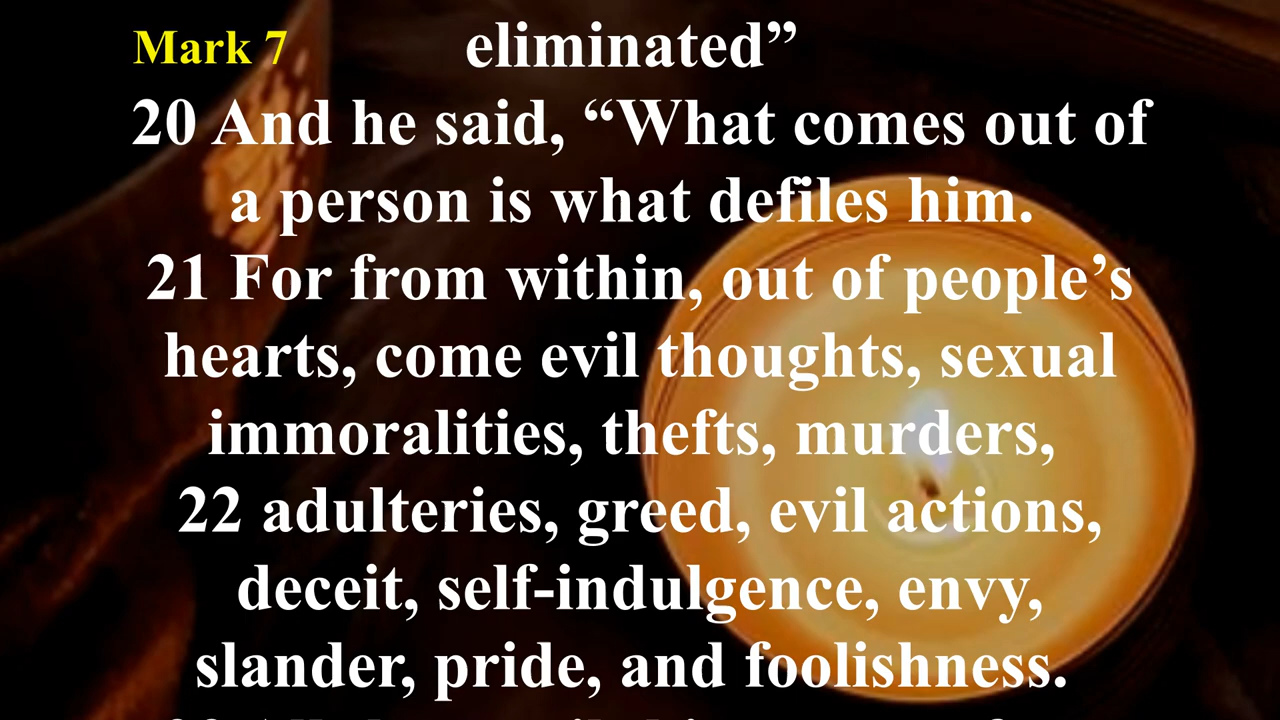 Mark 7 eliminated”
20 And he said, “What comes out of
a person is what defiles him.
21 For from within, out of people’s
hearts, come evil thoughts, sexual
immoralities, thefts, murders,
22 adulteries, greed, evil actions,
deceit, self-indulgence, envy,
slander, pride, and foolishness.